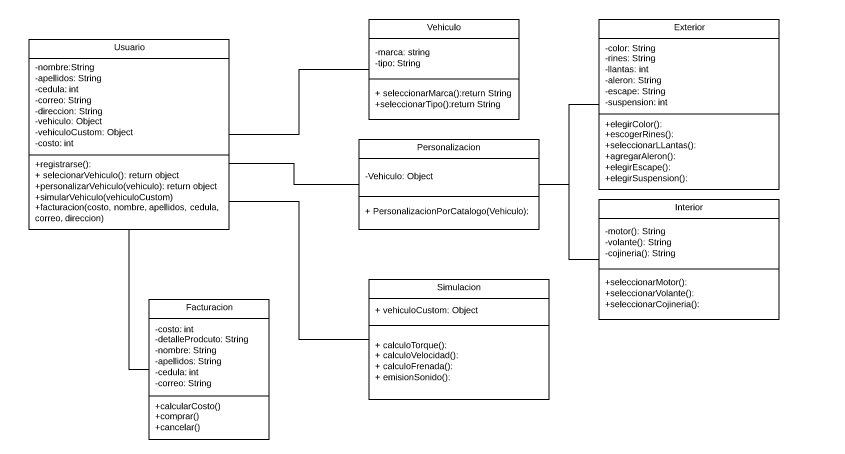 Usuario
-nombre:String
-apellidos: String
-cedula: int
-correo: String
-direccion: String
-vehiculo: Object
-vehiculoCustom: Object
-costo: int
+registrarse():
+ selecionarVehiculo(): return object
+personalizarVehiculo(vehiculo): return object
+simularVehiculo(vehiculoCustom)
+facturacion(costo, nombre, apellidos, cedula,
correo, direccion)
Vehiculo
-marca: string
-tipo: String
+ seleccionarMarca():return String
+seleccionarTipo():return String
Personalizacion
-Vehiculo: Object
+ PersonalizacionPorCatalogo(Vehiculo):
Exterior
-color: String
-rines: String
-llantas: int
-aleron: String
-escape: String
-suspension: int
+elegirColor():
+escogerRines():
+seleccionarLLantas():
+agregarAleron():
+elegirEscape():
+elegirSuspension():
Interior
-motor(): String
-volante(): String
-cojineria(): String
+seleccionarMotor():
+seleccionarVolante():
+seleccionarCojineria():
Simulacion
+ vehiculoCustom: Object
+ calculoTorque():
+ calculoVelocidad():
+ calculoFrenada():
+ emisionSonido():
Facturacion
-costo: int
-detalleProdcuto: String
-nombre: String
-apellidos: String
-cedula: int
-correo: String
+calcularCosto()
+comprar()
+cancelar()